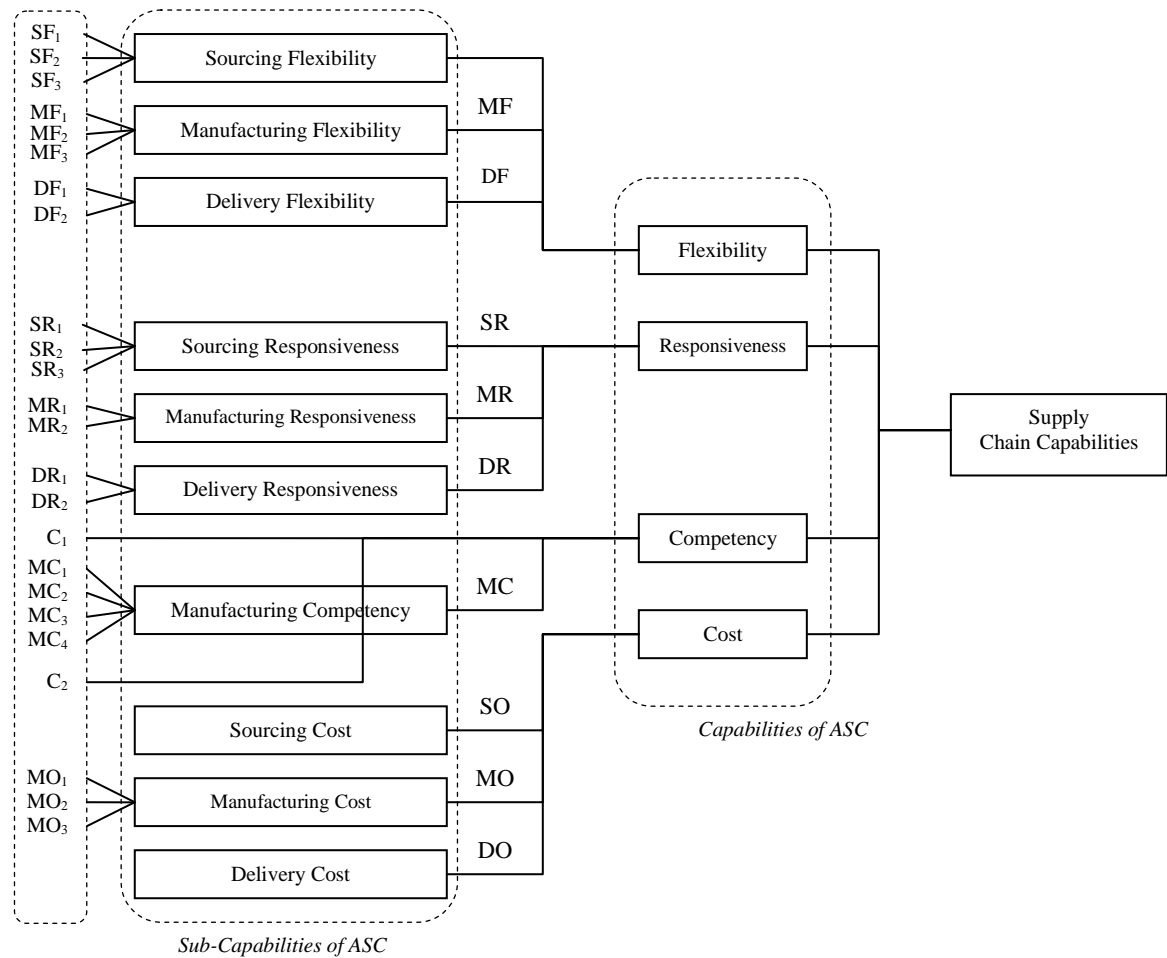 SF₁
SF₂
SF₃
Sourcing Flexibility
MF₁
MF₂
MF₃
Manufacturing Flexibility
MF
DF₁
DF₂
Delivery Flexibility
DF
Flexibility
SR₁
SR₂
SR₃
Sourcing Responsiveness
SR
Responsiveness
MR₁
MR₂
Manufacturing Responsiveness
MR
Supply
Chain Capabilities
DR₁
DR₂
Delivery Responsiveness
DR
C₁
Competency
MC₁
MC₂
MC₃
MC₄
Manufacturing Competency
MC
Cost
C₂
Sourcing Cost
SO
Capabilities of ASC
MO₁
MO₂
MO₃
Manufacturing Cost
MO
Delivery Cost
DO
Sub-Capabilities of ASC